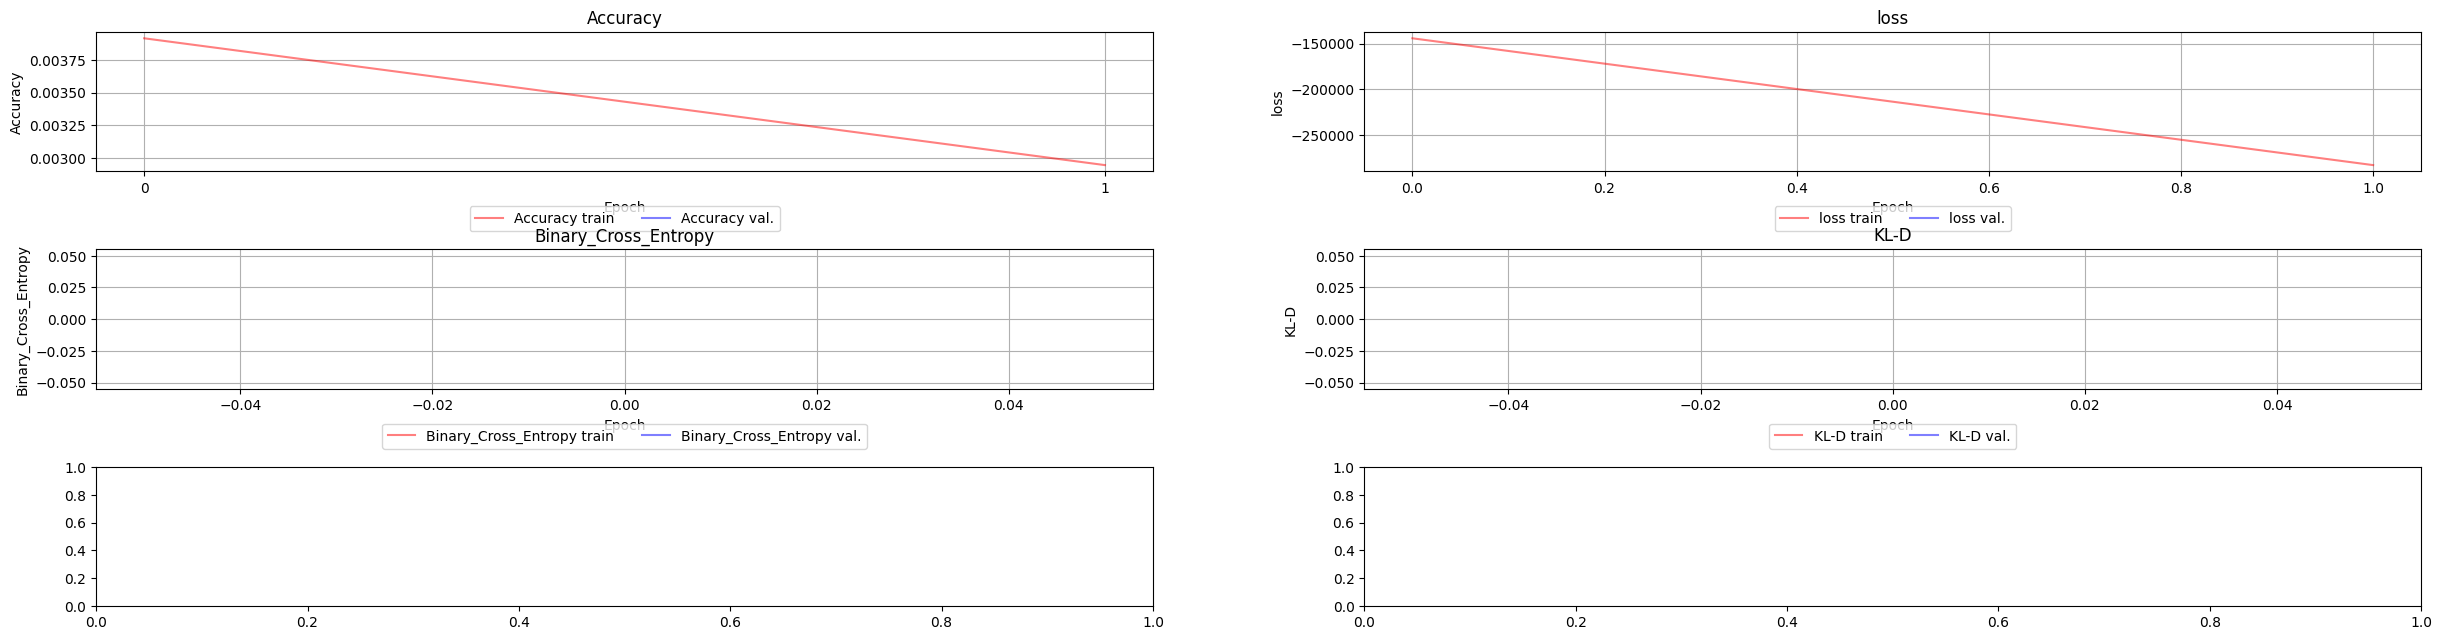 Accuracy
Accuracy
0.00375
0.00350
0.00325
0.00300
0 1
Epoch
Accuracy train Accuracy val.
loss
loss
−150000
−200000
−250000
0.0 0.2 0.4 0.6 0.8 1.0
Epoch
loss train loss val.
Binary_Cross_Entropy
Binary_Cross_Entropy
0.050
0.025
0.000
−0.025
−0.050
−0.04 −0.02 0.00 0.02 0.04
Epoch
Binary_Cross_Entropy train Binary_Cross_Entropy val.
KL-D
KL-D
0.050
0.025
0.000
−0.025
−0.050
−0.04 −0.02 0.00 0.02 0.04
Epoch
KL-D train KL-D val.
1.0
0.8
0.6
0.4
0.2
0.0
0.0 0.2 0.4 0.6 0.8 1.0
1.0
0.8
0.6
0.4
0.2
0.0
0.0 0.2 0.4 0.6 0.8 1.0